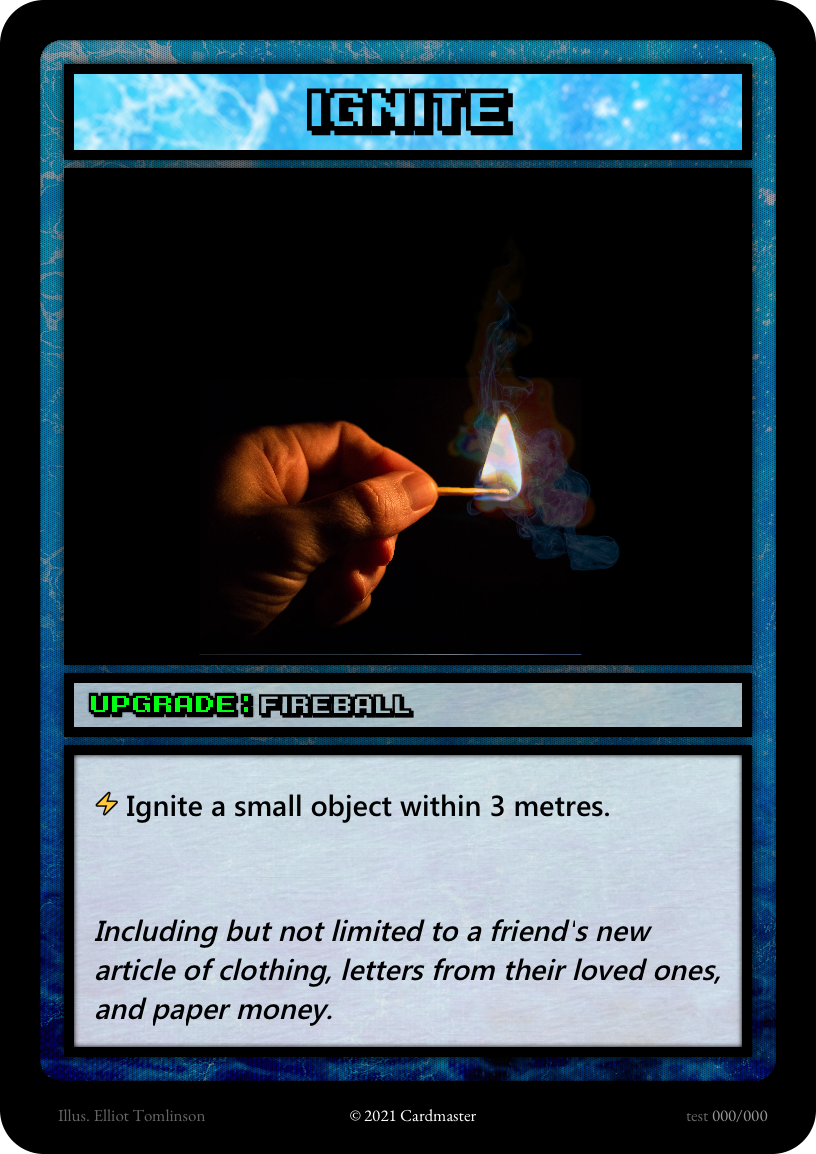 IGNITE
UPGRADE: FIREBALL
⚡ Ignite a small object within 3 metres.
Including but not limited to a friend's new
article of clothing, letters from their loved ones,
and paper money.
Illus. Elliot Tomlinson © 2021 Cardmaster test 000/000